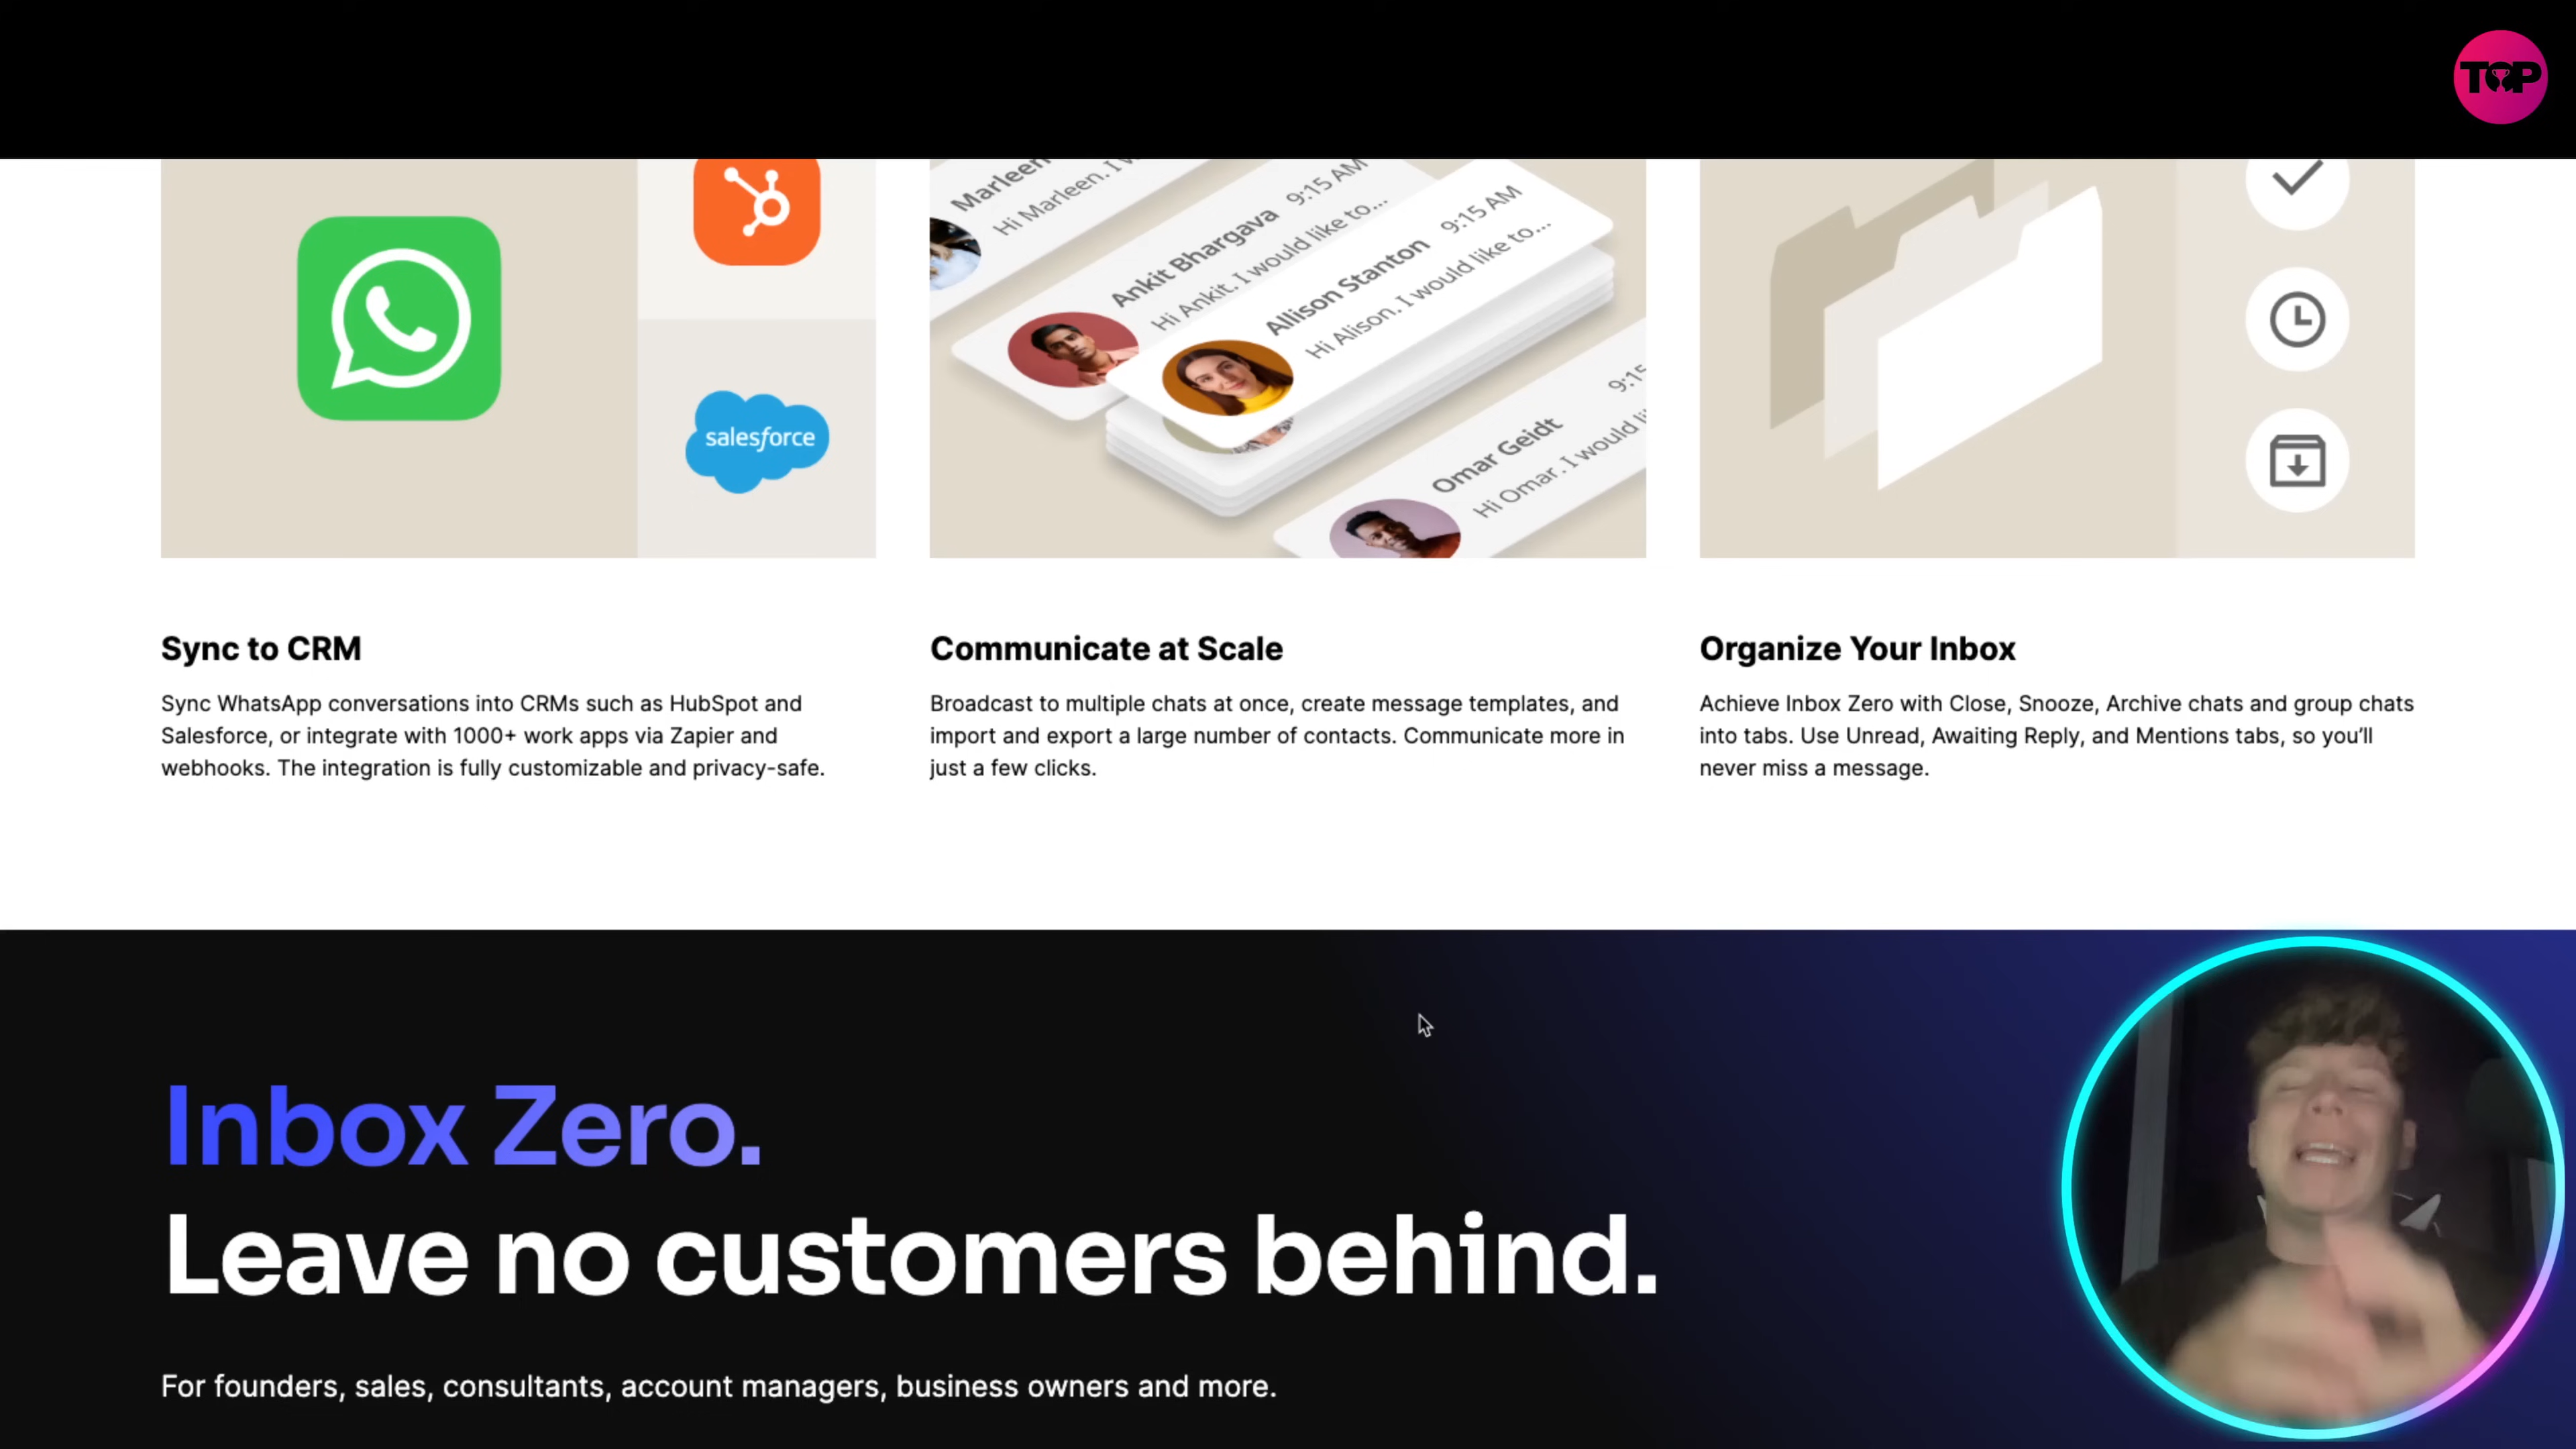 TOP
Marleen
Hi Marleen. I
Ankit Bhargava 9:15 AM
Hi Ankit. I would like to...
Allison Stanton 9:15 AM
Hi Alison. I would like to...
Omar Geidt 9:15
Hi Omar. I would
salesforce
Sync to CRM
Sync WhatsApp conversations into CRMs such as HubSpot and
Salesforce, or integrate with 1000+ work apps via Zapier and
webhooks. The integration is fully customizable and privacy-safe.
Communicate at Scale
Broadcast to multiple chats at once, create message templates, and
import and export a large number of contacts. Communicate more in
just a few clicks.
Organize Your Inbox
Achieve Inbox Zero with Close, Snooze, Archive chats and group chats
into tabs. Use Unread, Awaiting Reply, and Mentions tabs, so you'll
never miss a message.
Inbox Zero.
Leave no customers behind.
For founders, sales, consultants, account managers, business owners and more.